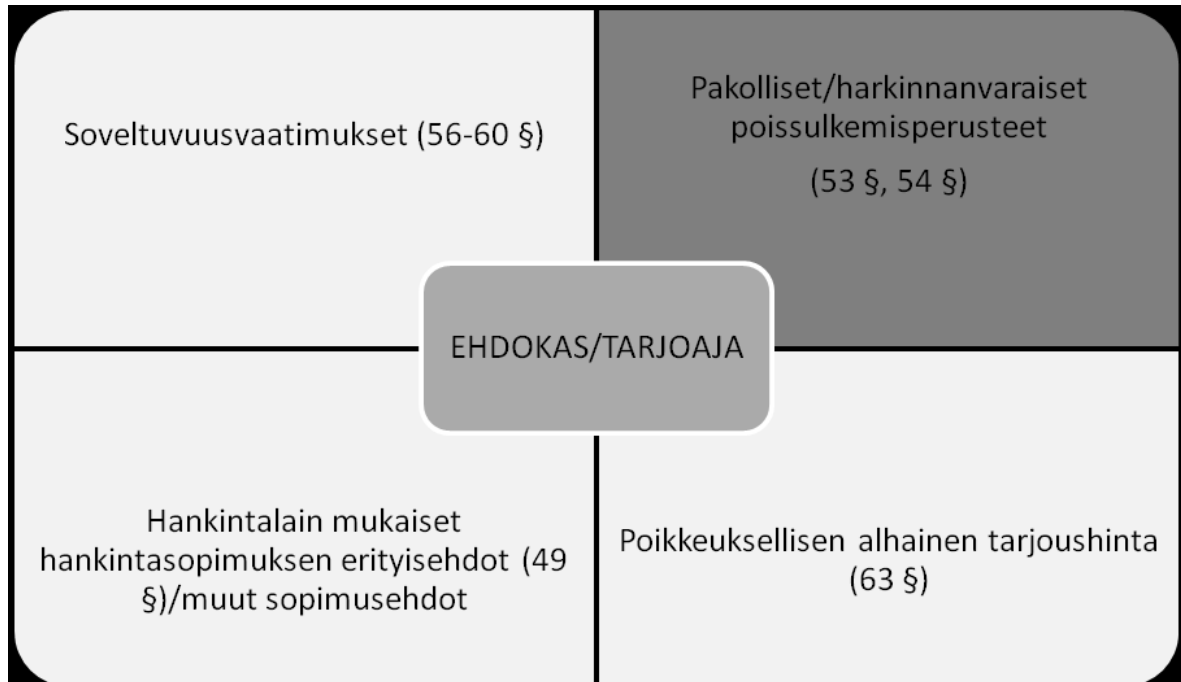 Soveltuvuusvaatimukset (56-60 §)
Pakolliset/harkinnanvaraiset
poissulkemisperusteet
(53 §, 54 §)
EHDOKAS/TARJOAJA
Hankintalain mukaiset
hankintasopimuksen erityisehdot (49
§)/muut sopimusehdot
Poikkeuksellisen alhainen tarjoushinta
(63 §)